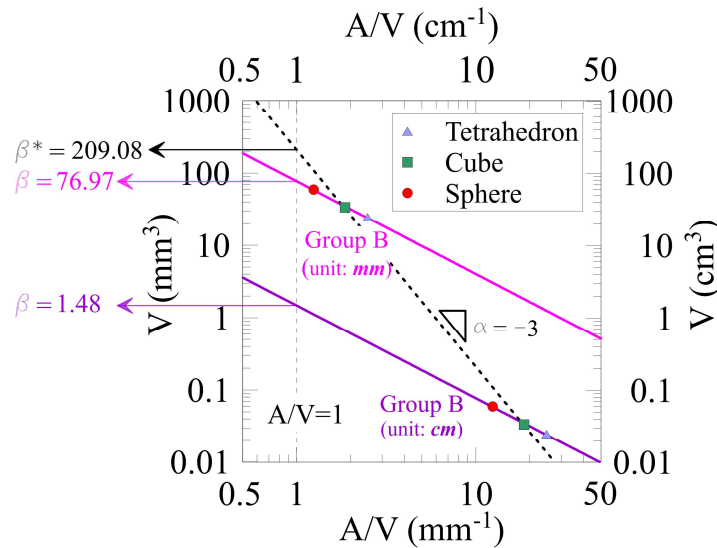 A/V (cm⁻¹)
0.5 1 10 50
1000 1000
β* = 209.08
100 100
β = 76.97
Tetrahedron
Cube
Sphere
Group B
(unit: mm)
10 10
V (mm³)
V (cm³)
β = 1.48
1 1
α = −3
0.1 0.1
A/V=1
Group B
(unit: cm)
0.01 0.01
0.5 1 10 50
A/V (mm⁻¹)